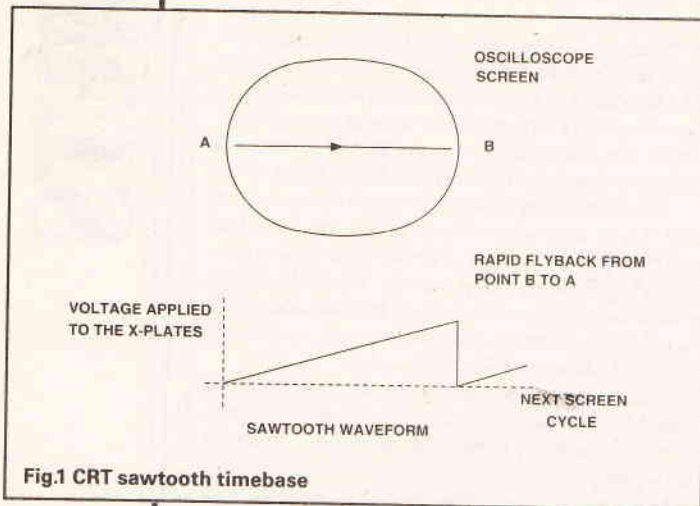 OSCILLOSCOPE
SCREEN
A
B
RAPID FLYBACK FROM
POINT B TO A
VOLTAGE APPLIED
TO THE X-PLATES
NEXT SCREEN
CYCLE
SAWTOOTH WAVEFORM
Fig.1 CRT sawtooth timebase